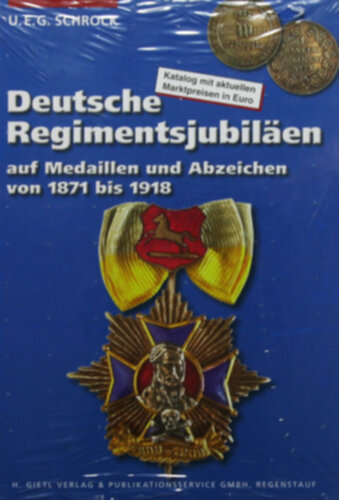 U.E.G. SCHROCK
Katalog mit aktuellen
Marktpreisen in Euro
Deutsche
Regimentsjubiläen
auf Medaillen und Abzeichen
von 1871 bis 1918
H. GIETL VERLAG & PUBLIKATIONSSERVICE GMBH, REGENSTAUF